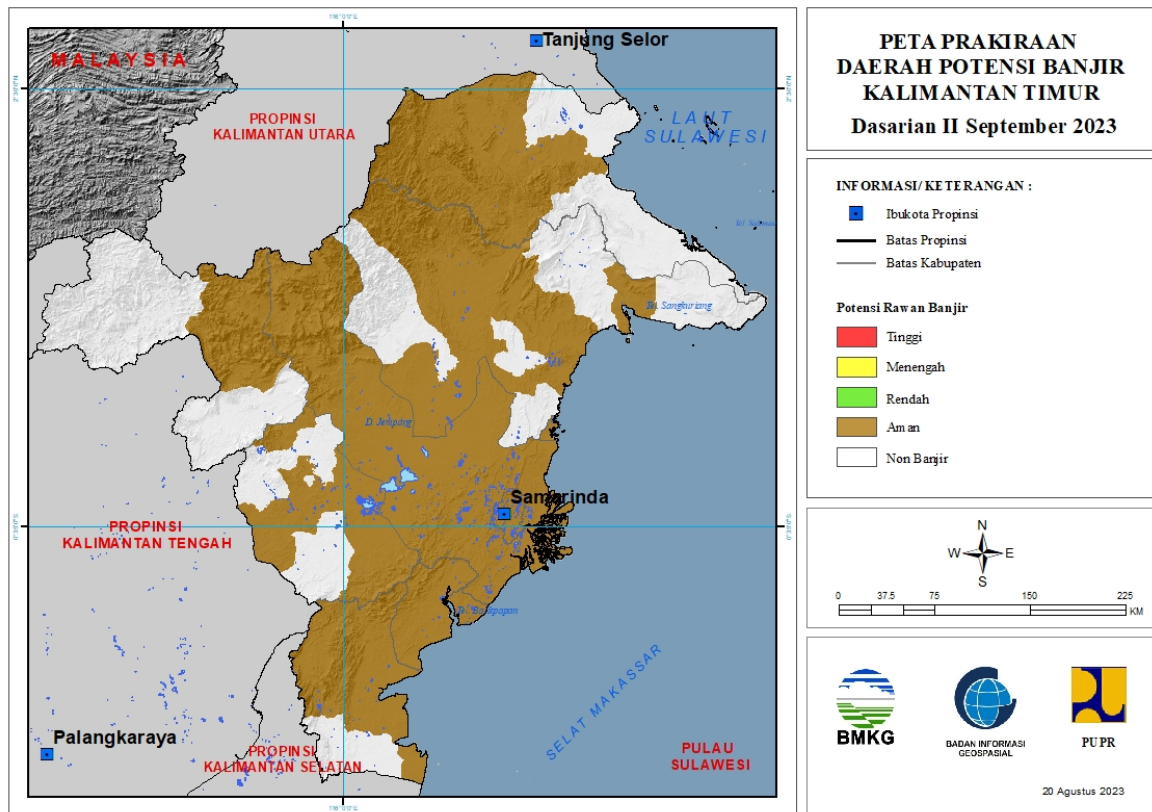 Tanjung Selor
MALAYSIA
PROPINSI
KALIMANTAN UTARA
LAUT
SULAWESI
Tel. Sangkuriang
D. Jempang
Samarinda
PROPINSI
KALIMANTAN TENGAH
Tel. Balikpapan
SELAT MAKASSAR
Palangkaraya
PROPINSI
KALIMANTAN SELATAN
PULAU
SULAWESI
PETA PRAKIRAAN
DAERAH POTENSI BANJIR
KALIMANTAN TIMUR
Dasarian II September 2023
INFORMASI/ KETERANGAN :
Ibukota Propinsi
Batas Propinsi
Batas Kabupaten
Potensi Rawan Banjir
Tinggi
Menengah
Rendah
Aman
Non Banjir
N
W E
S
0 37.5 75 150 225
KM
BMKG
BADAN INFORMASI
GEOSPASIAL
PUPR
20 Agustus 2023